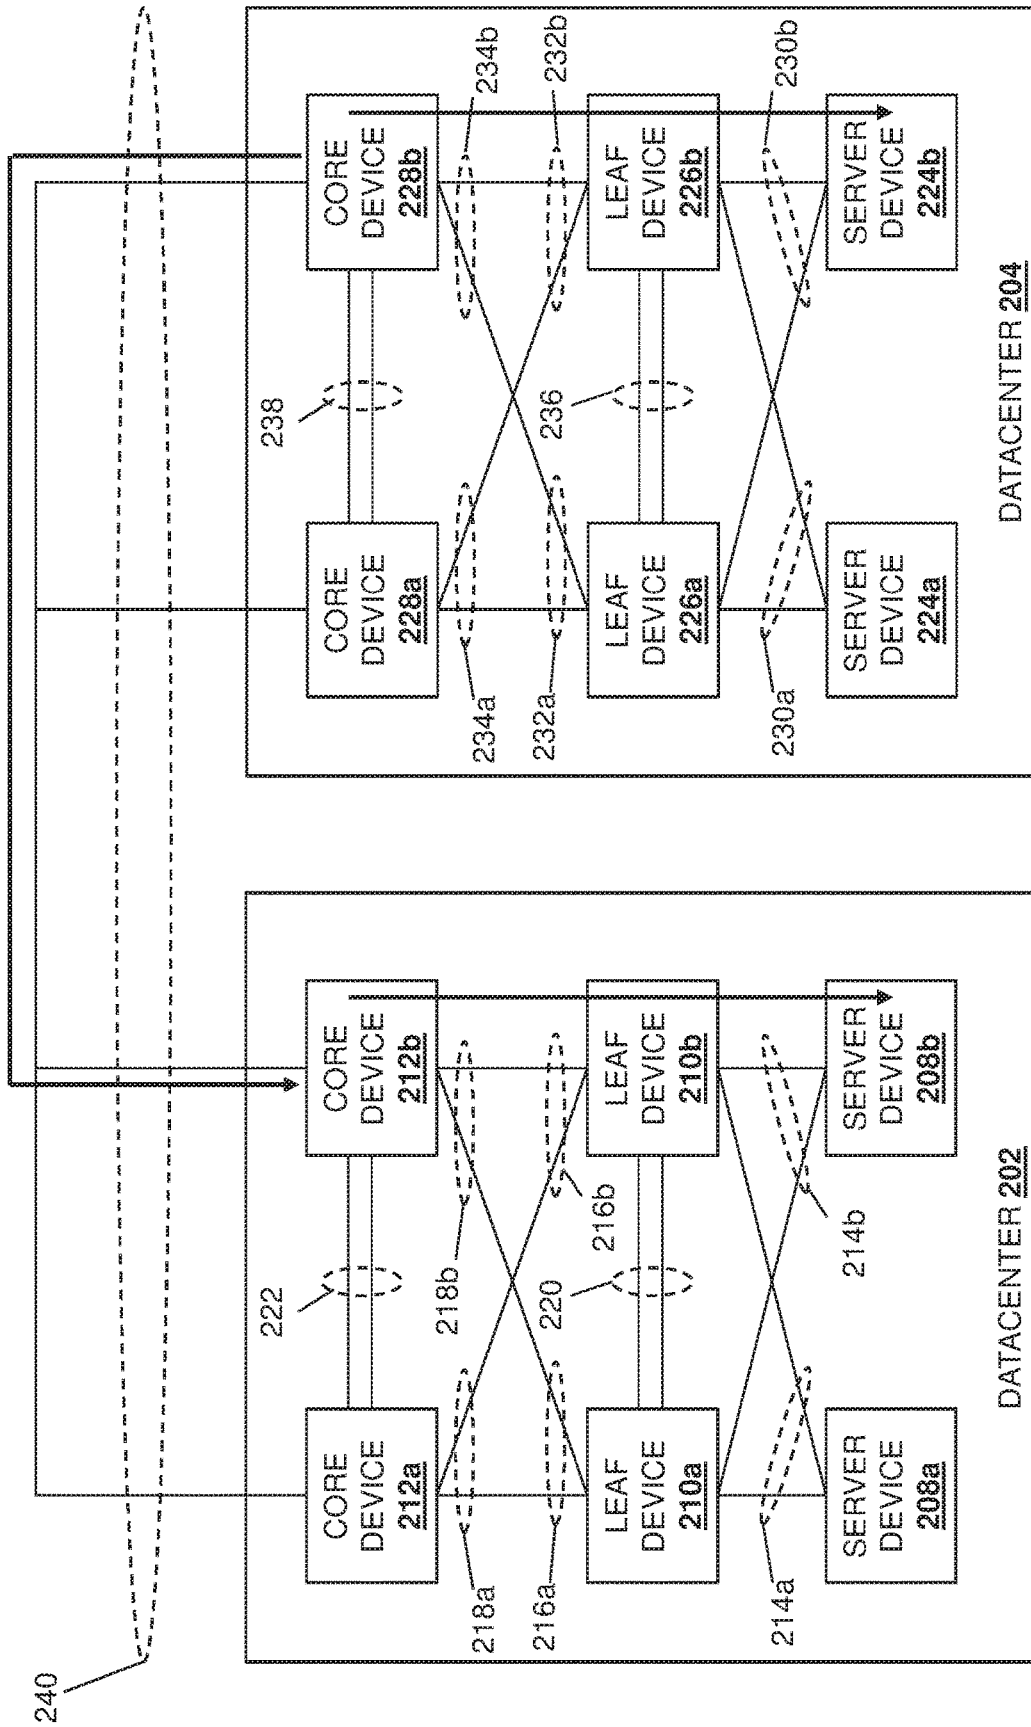 240
CORE
DEVICE
212a
222
CORE
DEVICE
212b
CORE
DEVICE
228a
238
CORE
DEVICE
228b
218a
218b
234a
234b
216a
216b
232a
232b
LEAF
DEVICE
210a
220
LEAF
DEVICE
210b
LEAF
DEVICE
226a
236
LEAF
DEVICE
226b
214a
214b
230a
230b
SERVER
DEVICE
208a
SERVER
DEVICE
208b
SERVER
DEVICE
224a
SERVER
DEVICE
224b
DATACENTER 202
DATACENTER 204